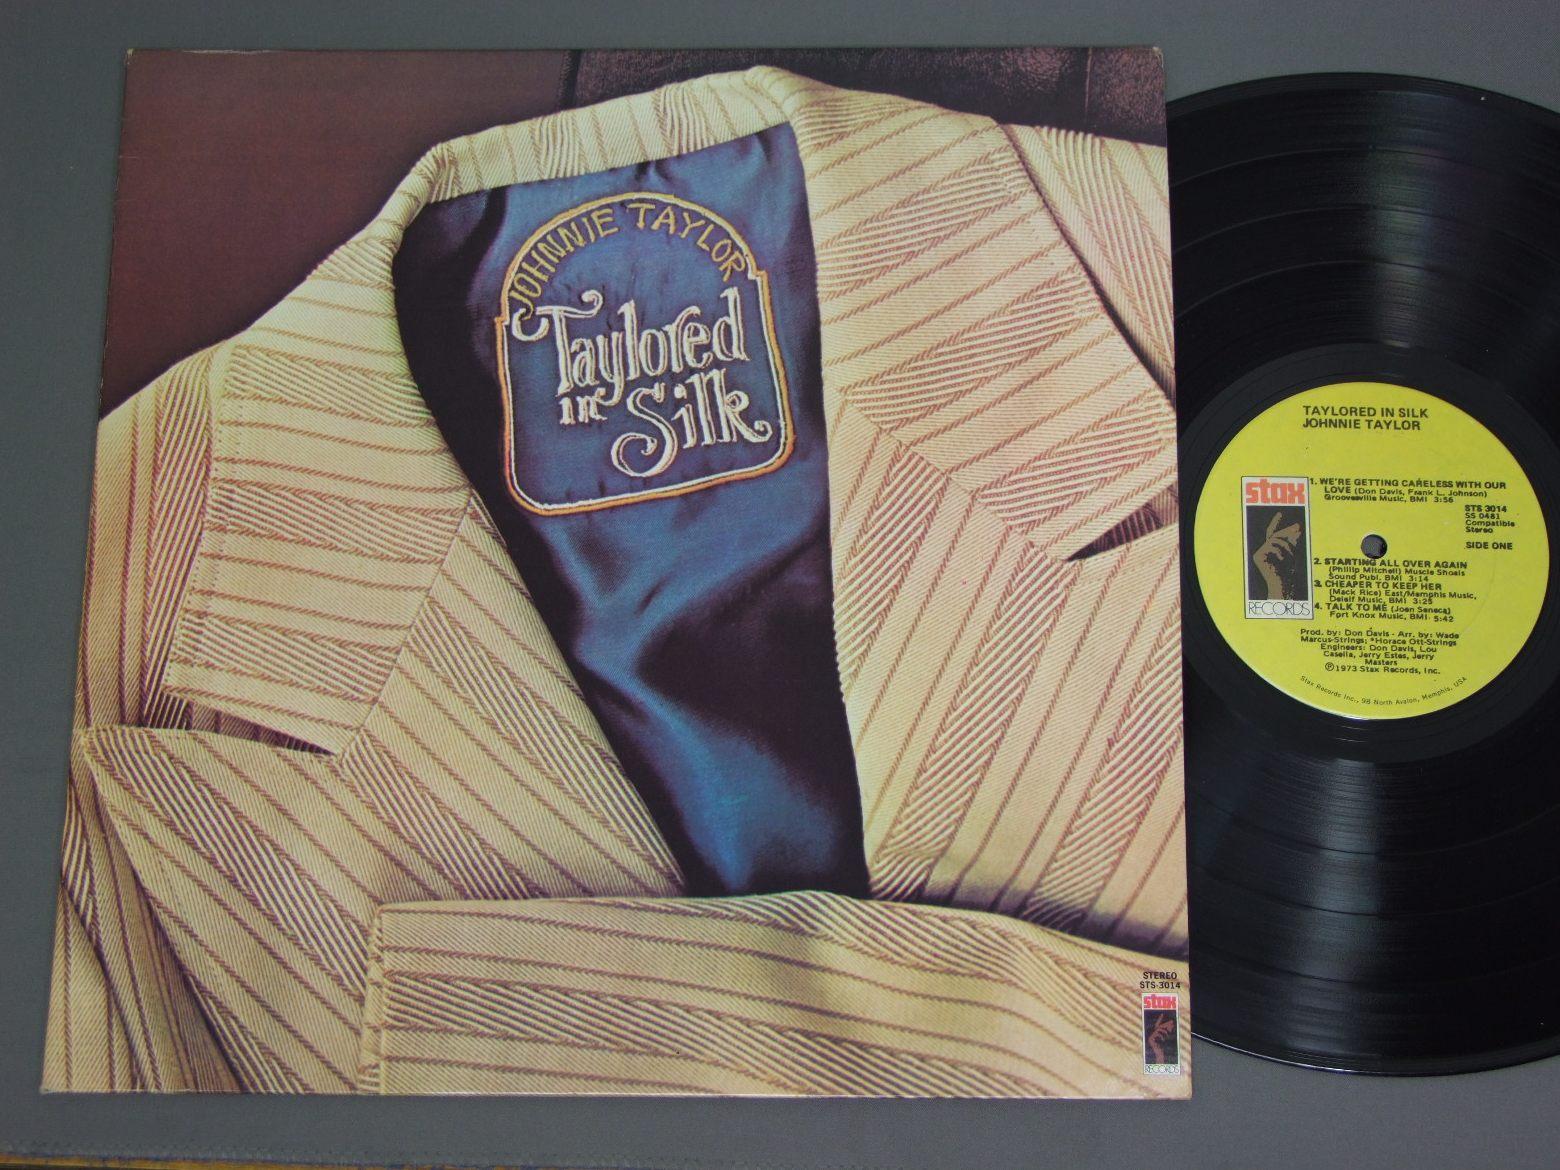 JOHNNIE TAYLOR
Taylored
in Silk
STEREO
STS-3014
stax
RECORDS
TAYLORED IN SILK
JOHNNIE TAYLOR
stax
RECORDS
1. WE'RE GETTING CARELESS WITH OUR
LOVE (Don Davis, Frank L. Johnson)
Groovesville Music, BMI 3:56
STS 3014
SS 0481
Compatible
Stereo
SIDE ONE
2. STARTING ALL OVER AGAIN
(Phillip Mitchell) Muscle Shoals
Sound Publ. BMI 3:14
3. CHEAPER TO KEEP HER
(Mack Rice) East/Memphis Music,
Deleif Music, BMI 3:25
4. TALK TO ME (Joen Seneca)
Fort Knox Music, BMI 5:42
Prod. by: Don Davis - Arr. by: Wade
Marcus-Strings; *Horace Ott-Strings
Engineers: Don Davis, Lou
Casella, Jerry Estes, Jerry
Masters
℗1973 Stax Records, Inc.
Stax Records Inc., 98 North Avalon, Memphis, USA